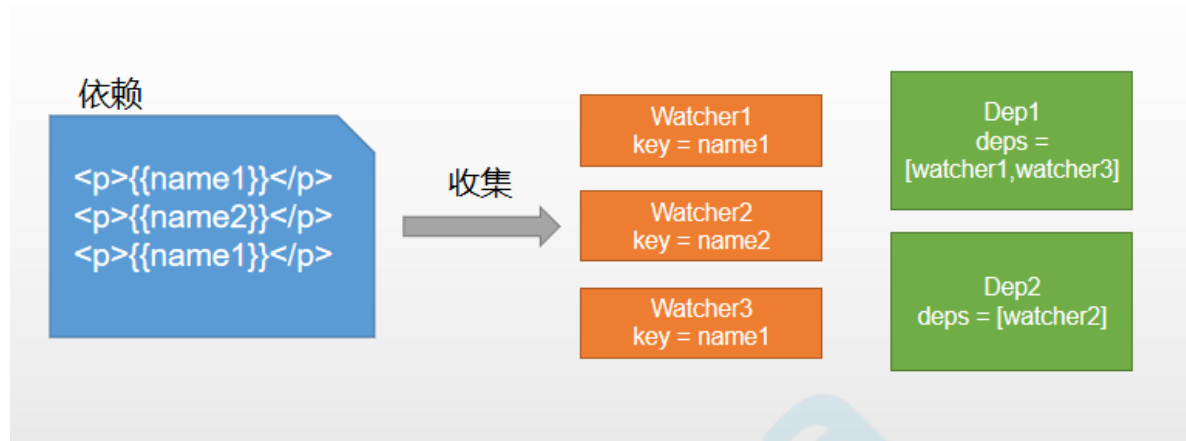 依赖
<p>{{name1}}</p>
<p>{{name2}}</p>
<p>{{name1}}</p>
收集
Watcher1
key = name1
Watcher2
key = name2
Watcher3
key = name1
Dep1
deps =
[watcher1,watcher3]
Dep2
deps = [watcher2]